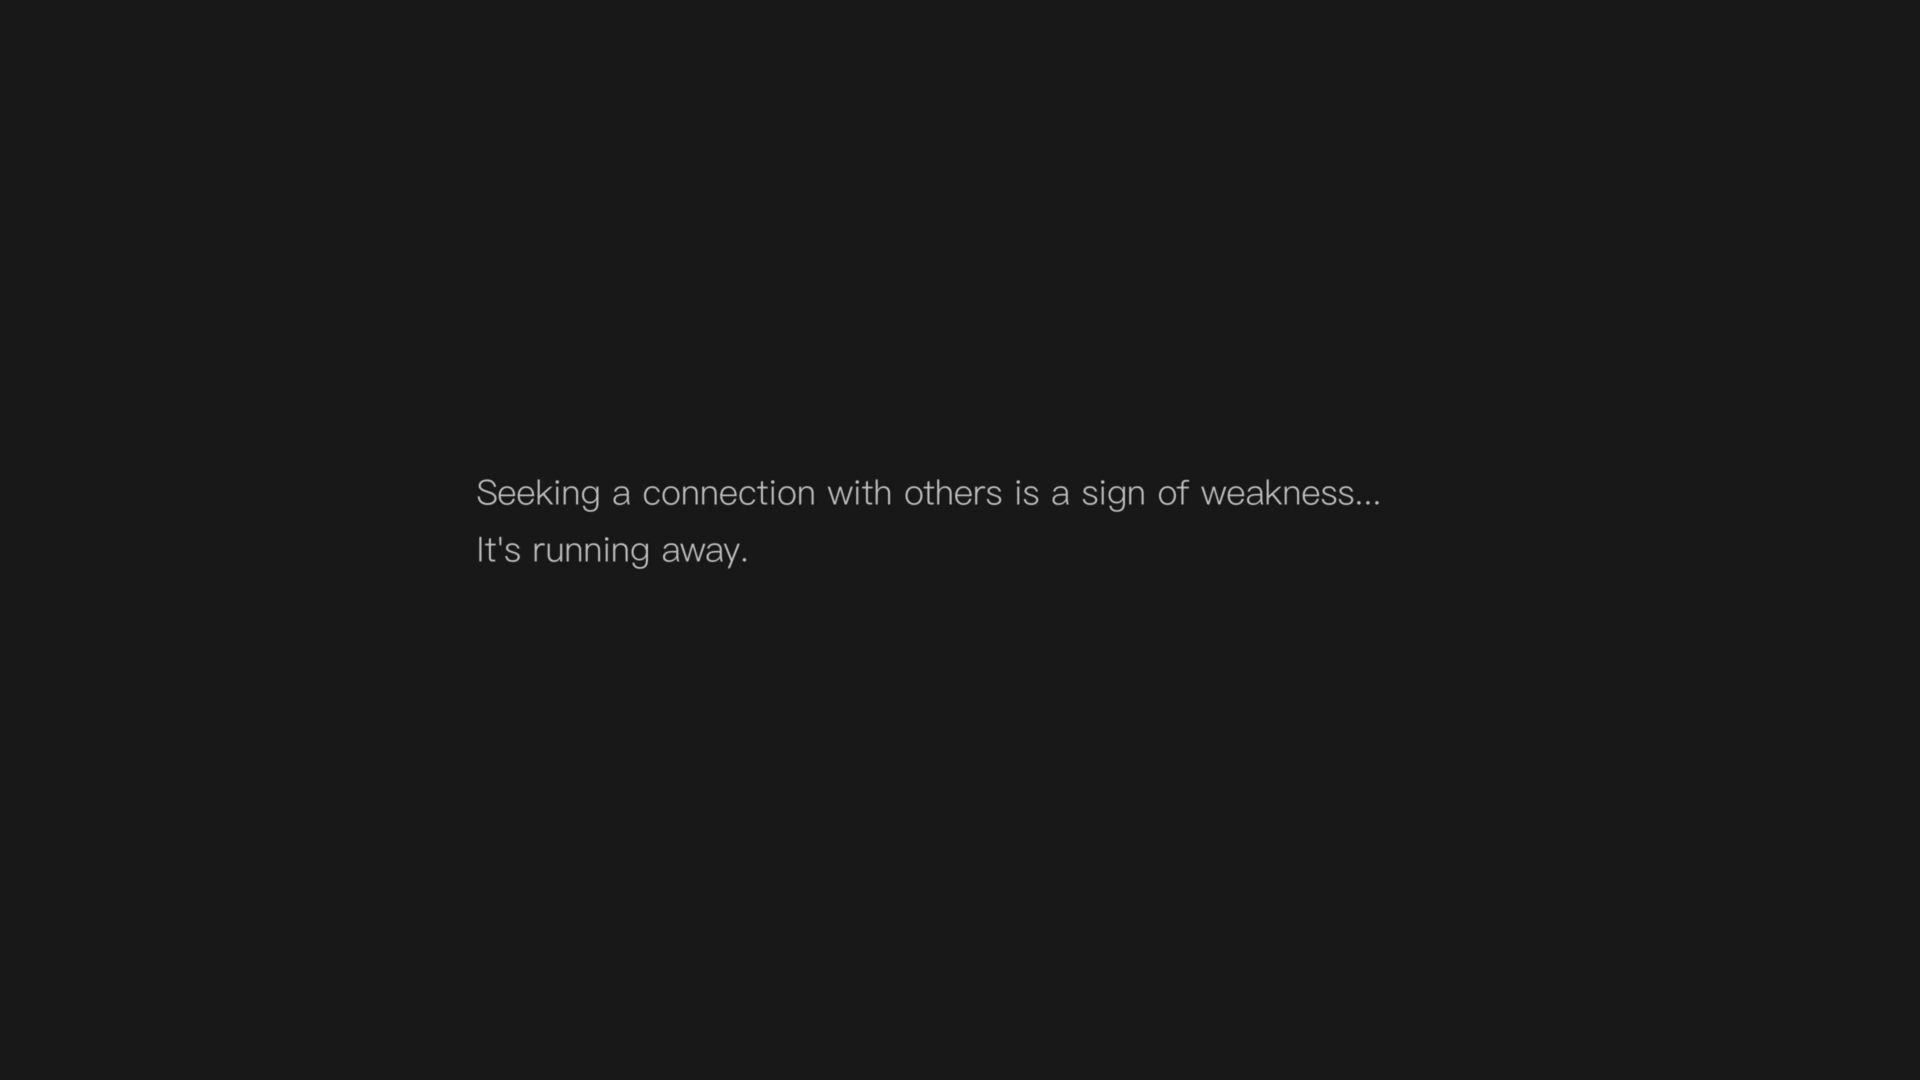 Seeking a connection with others is a sign of weakness...
It's running away.